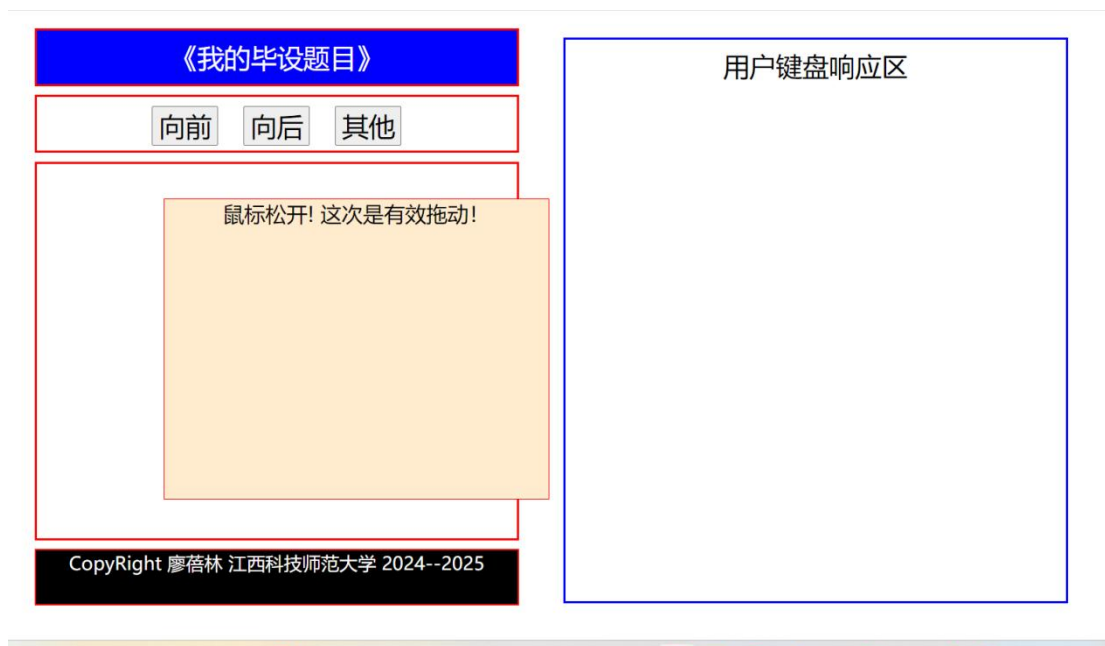 《我的毕设题目》
向前 向后 其他
鼠标松开! 这次是有效拖动!
CopyRight 廖蓓林 江西科技师范大学 2024--2025
用户键盘响应区